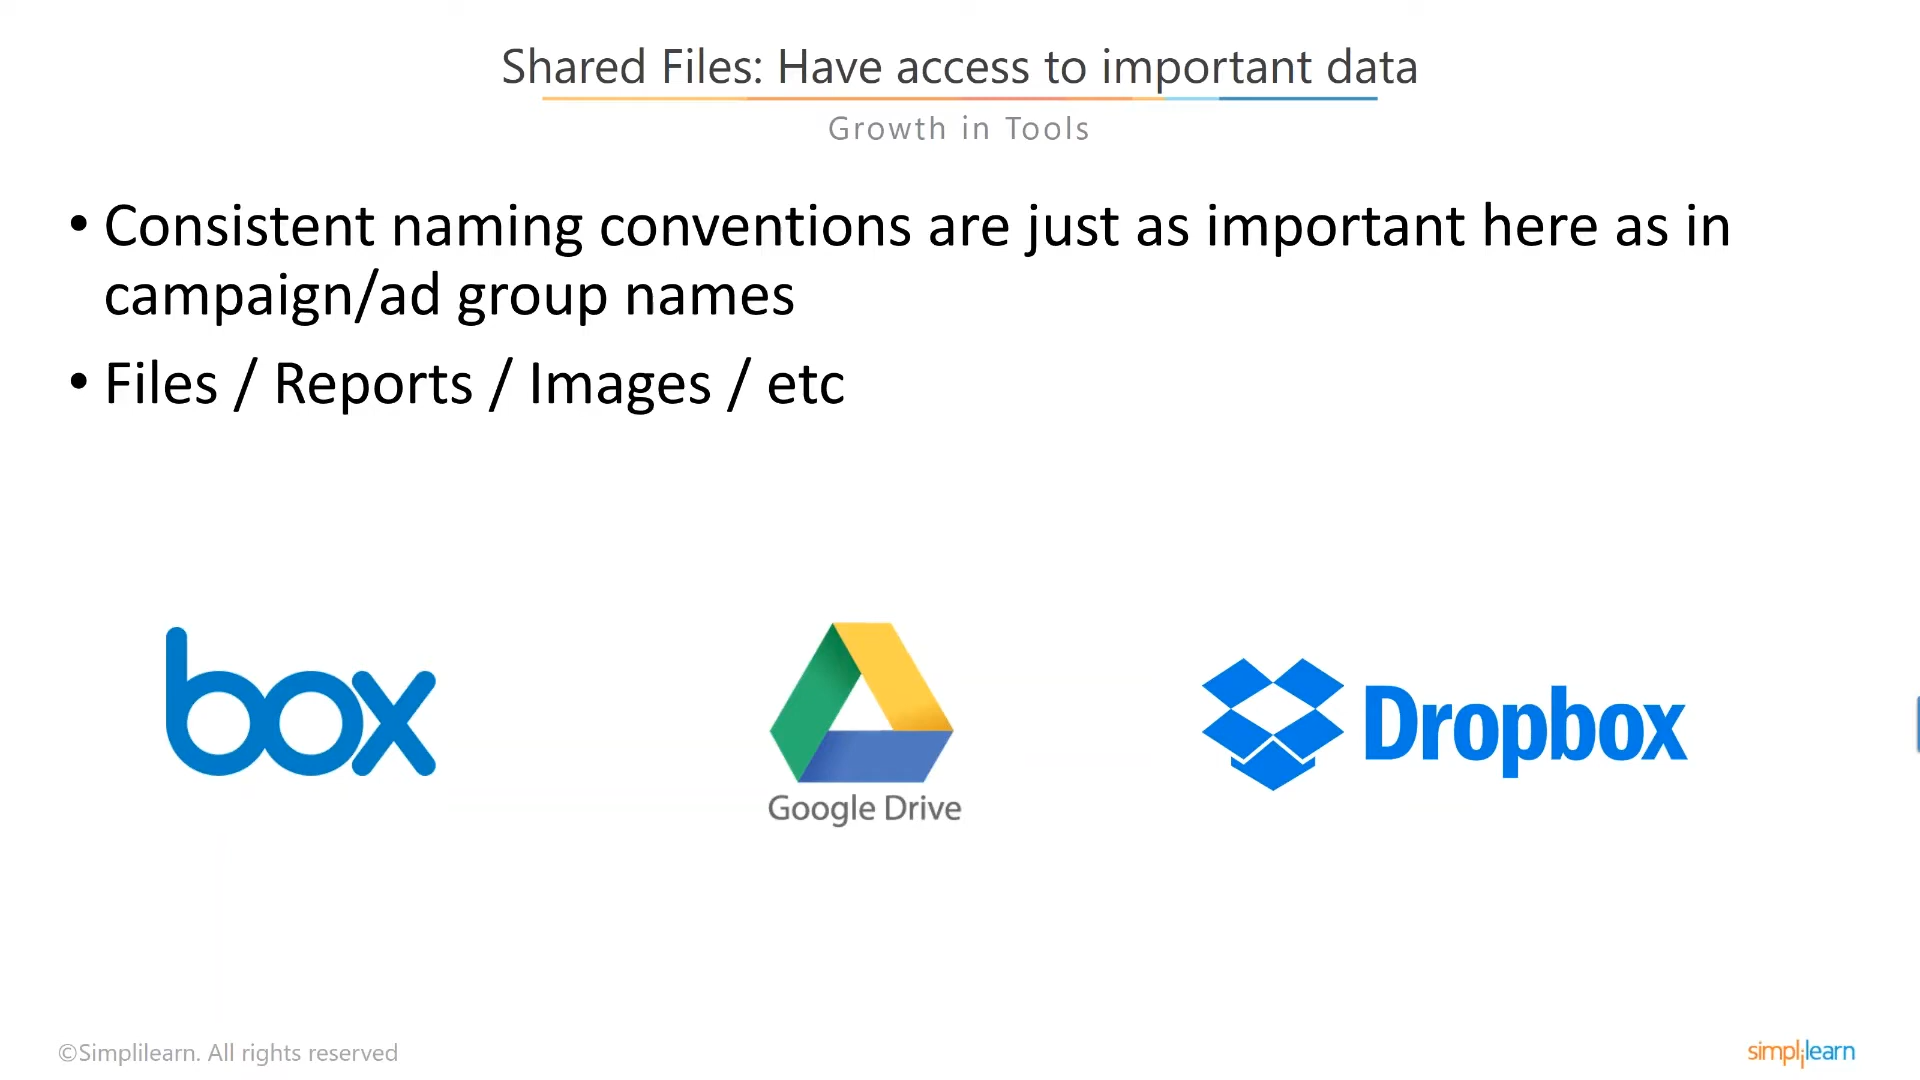 Shared Files: Have access to important data
Growth in Tools
• Consistent naming conventions are just as important here as in
campaign/ad group names
• Files / Reports / Images / etc
box
Google Drive
Dropbox
©Simplilearn. All rights reserved
simplilearn